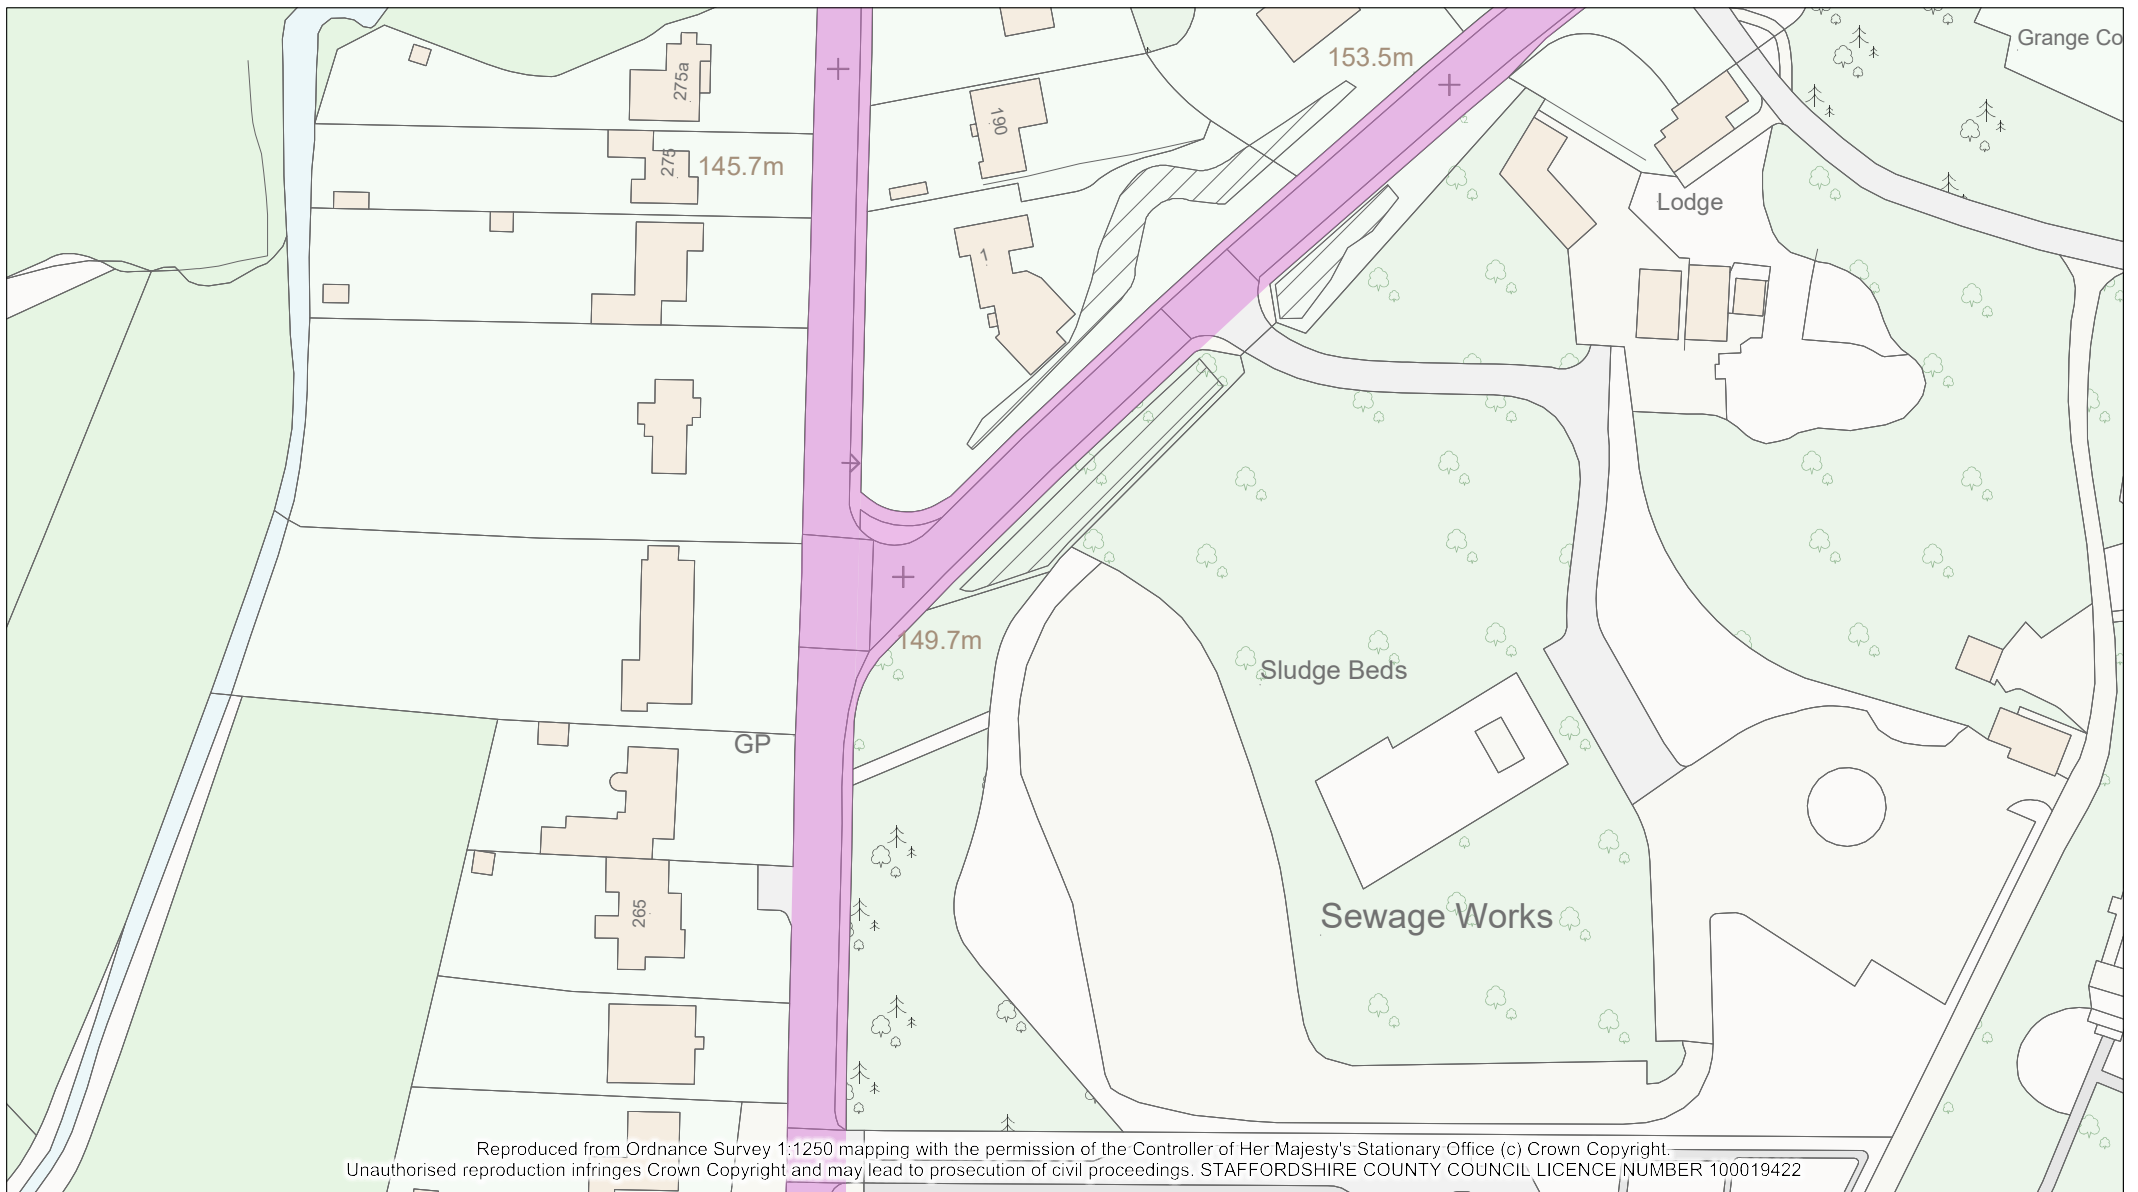 Grange Co
153.5m
275a
190
275
145.7m
Lodge
1
149.7m
Sludge Beds
GP
265
Sewage Works
Reproduced from Ordnance Survey 1:1250 mapping with the permission of the Controller of Her Majesty's Stationary Office (c) Crown Copyright.
Unauthorised reproduction infringes Crown Copyright and may lead to prosecution of civil proceedings. STAFFORDSHIRE COUNTY COUNCIL LICENCE NUMBER 100019422